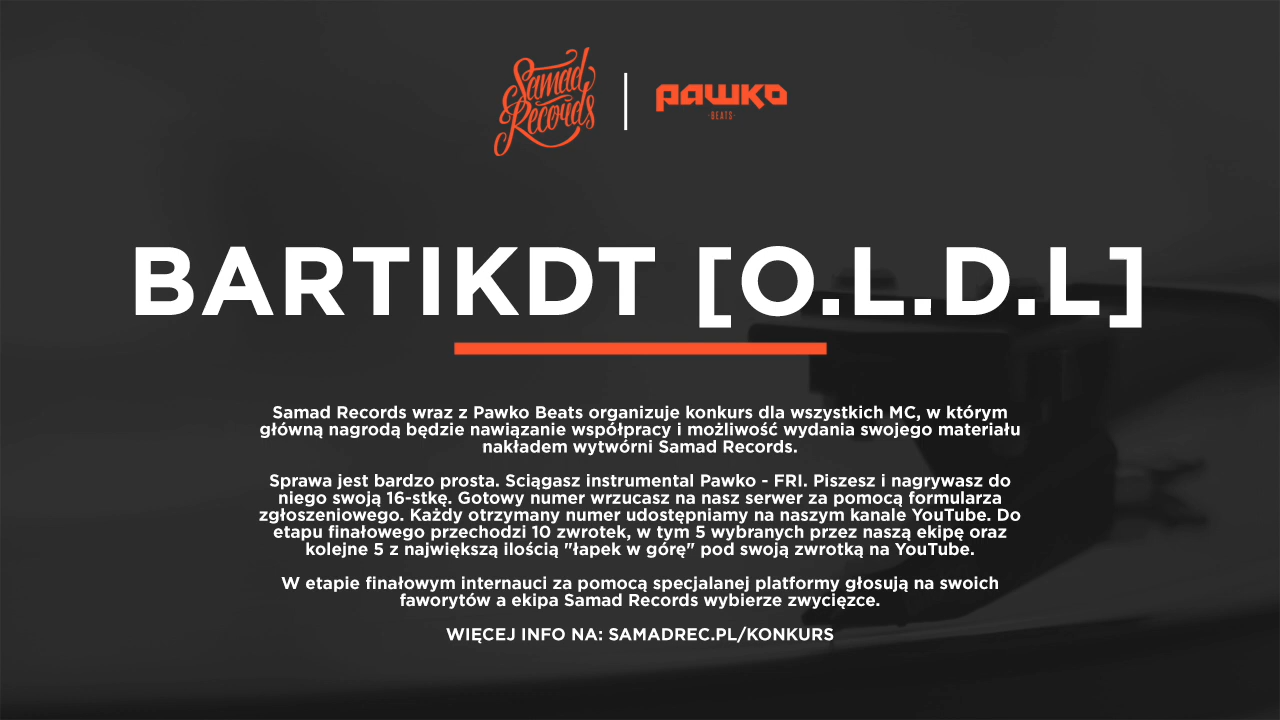 Samad
Records
PAWKO
·BEATS·
BARTIKDT [O.L.D.L]
Samad Records wraz z Pawko Beats organizuje konkurs dla wszystkich MC, w którym
główną nagrodą będzie nawiązanie współpracy i możliwość wydania swojego materiału
nakładem wytwórni Samad Records.
Sprawa jest bardzo prosta. Sciągasz instrumental Pawko - FRI. Piszesz i nagrywasz do
niego swoją 16-stkę. Gotowy numer wrzucasz na nasz serwer za pomocą formularza
zgłoszeniowego. Każdy otrzymany numer udostępniamy na naszym kanale YouTube. Do
etapu finałowego przechodzi 10 zwrotek, w tym 5 wybranych przez naszą ekipę oraz
kolejne 5 z największą ilością "łapek w górę" pod swoją zwrotką na YouTube.
W etapie finałowym internauci za pomocą specjalanej platformy głosują na swoich
faworytów a ekipa Samad Records wybierze zwycięzce.
WIĘCEJ INFO NA: SAMADREC.PL/KONKURS